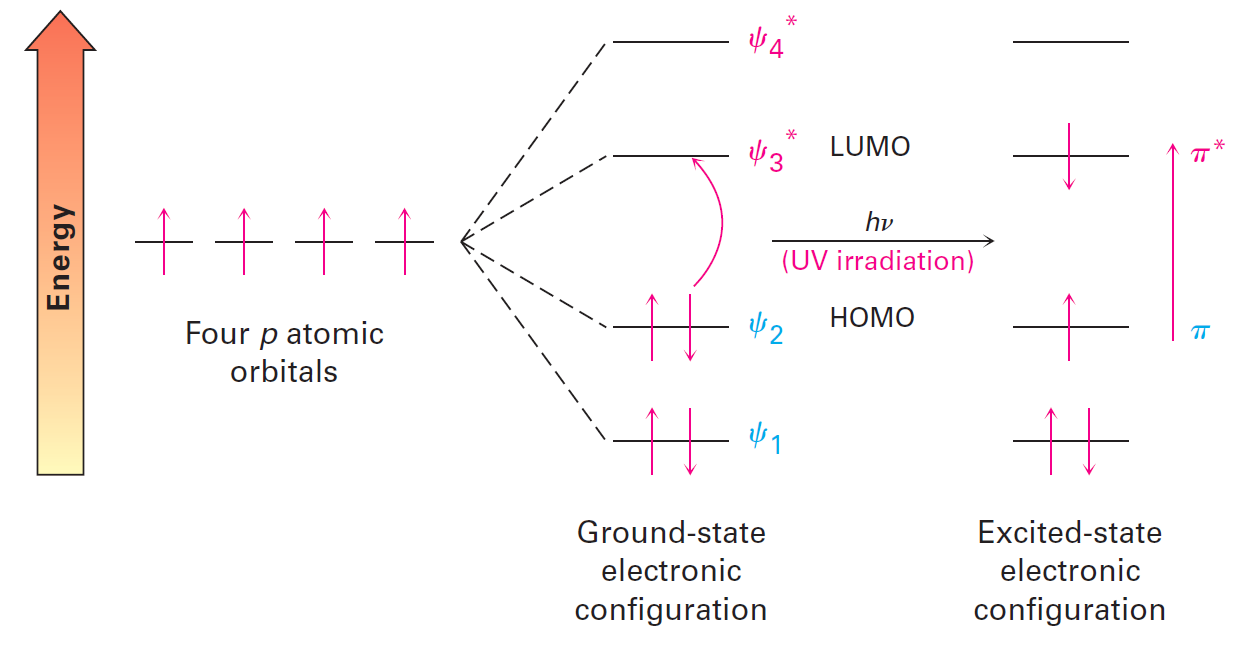 Energy
Four p atomic
orbitals
ψ4*
ψ3*
LUMO
hν
(UV irradiation)
ψ2
HOMO
ψ1
π*
π
Ground-state
electronic
configuration
Excited-state
electronic
configuration